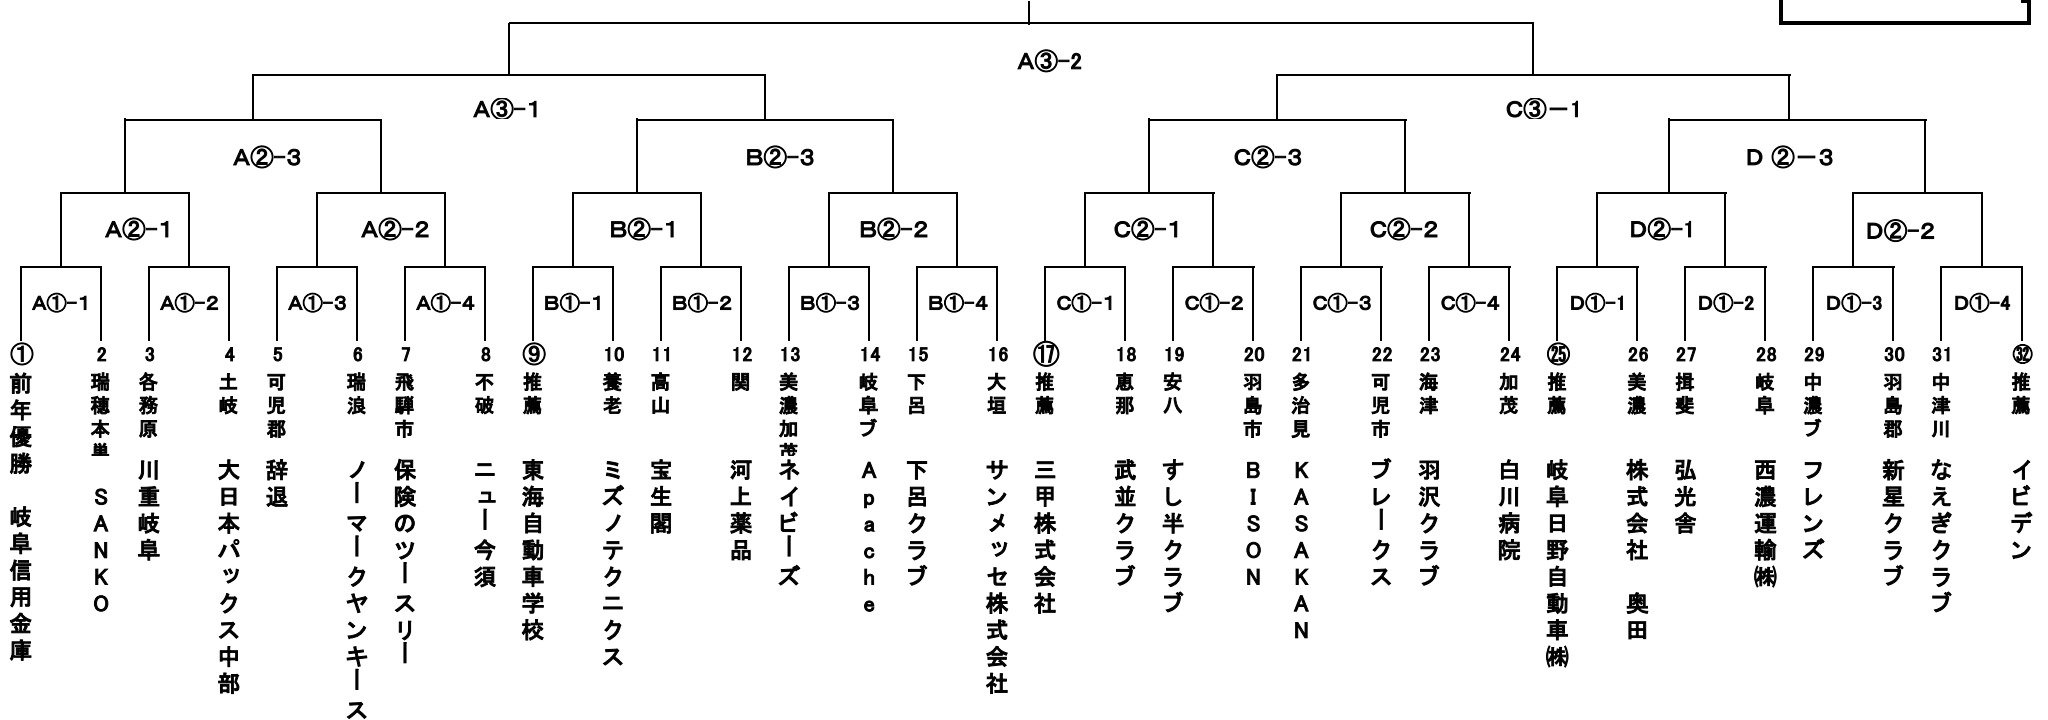 A③-2
A③-1
C③－1
A②-3
B②-3
C②-3
D ②－3
A②-1
A②-2
B②-1
B②-2
C②-1
C②-2
D②-1
D②-2
A①-1
A①-2
A①-3
A①-4
B①-1
B①-2
B①-3
B①-4
C①-1
C①-2
C①-3
C①-4
D①-1
D①-2
D①-3
D①-4
① 前年優勝 岐阜信用金庫
2 瑞穂本巣 SANKO
3 各務原 川重岐阜
4 土岐 大日本パックス中部
5 可児郡 辞退
6 瑞浪 ノーマークヤンキース
7 飛騨市 保険のツースリー
8 不破 ニュー今須
⑨ 推薦 東海自動車学校
10 養老 ミズノテクニクス
11 高山 宝生閣
12 関 河上薬品
13 美濃加茂 ネイビーズ
14 岐阜ブ Apache
15 下呂 下呂クラブ
16 大垣 サンメッセ株式会社
⑰ 推薦 三甲株式会社
18 恵那 武並クラブ
19 安八 すし半クラブ
20 羽島市 BISON
21 多治見 KASAKAN
22 可児市 ブレークス
23 海津 羽沢クラブ
24 加茂 白川病院
㉕ 推薦 岐阜日野自動車㈱
26 美濃 株式会社 奥田
27 揖斐 弘光舎
28 岐阜 西濃運輸㈱
29 中濃ブ フレンズ
30 羽島郡 新星クラブ
31 中津川 なえぎクラブ
㉜ 推薦 イビデン